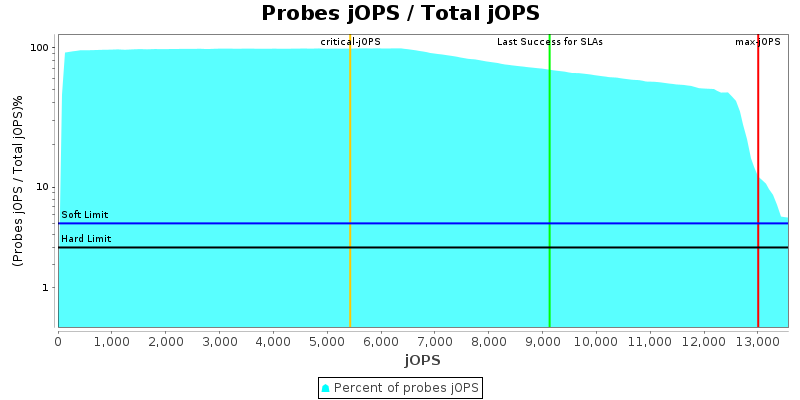 Probes jOPS / Total jOPS
(Probes jOPS / Total jOPS)%
100
10
1
critical-jOPS
Last Success for SLAs
max-jOPS
Soft Limit
Hard Limit
0 1,000 2,000 3,000 4,000 5,000 6,000 7,000 8,000 9,000 10,000 11,000 12,000 13,000
jOPS
Percent of probes jOPS